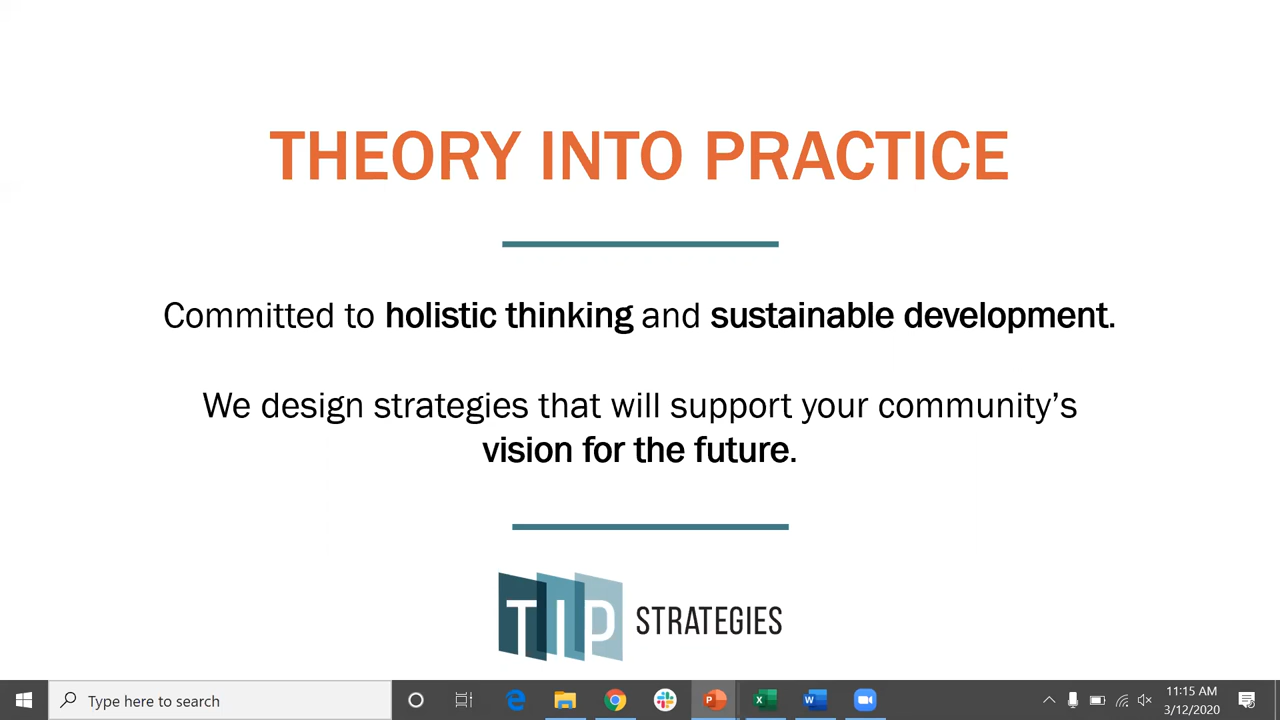 THEORY INTO PRACTICE
Committed to holistic thinking and sustainable development.
We design strategies that will support your community’s
vision for the future.
TIP STRATEGIES
Type here to search
11:15 AM
3/12/2020